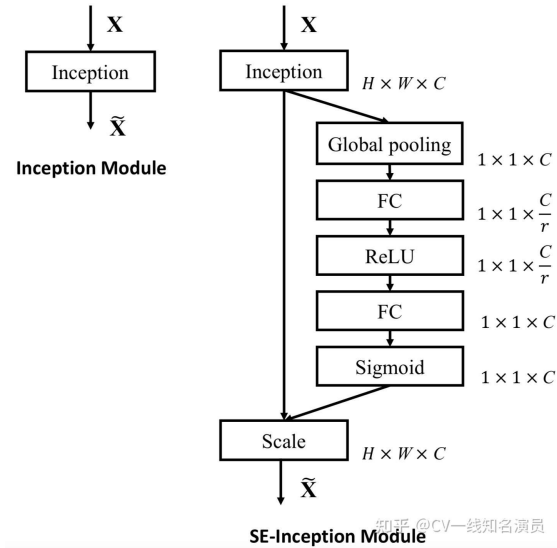 X
Inception
X̃
Inception Module
X
Inception
H × W × C
Global pooling
1 × 1 × C
FC
1 × 1 × C/r
ReLU
1 × 1 × C/r
FC
1 × 1 × C
Sigmoid
1 × 1 × C
Scale
H × W × C
X̃
SE-Inception Module
知乎 @CV一线知名演员